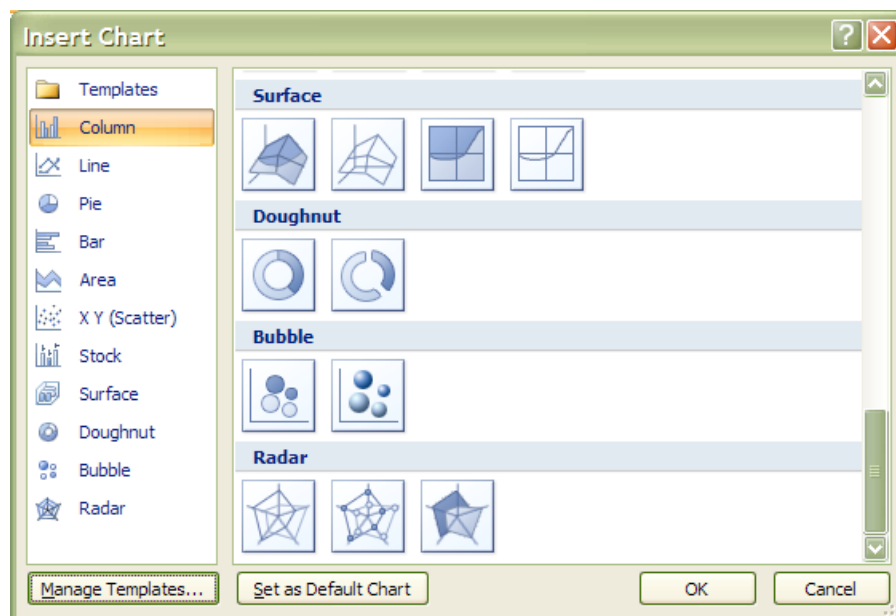 Insert Chart
Templates
Column
Line
Pie
Bar
Area
X Y (Scatter)
Stock
Surface
Doughnut
Bubble
Radar
Surface
Doughnut
Bubble
Radar
Manage Templates...
Set as Default Chart
OK
Cancel